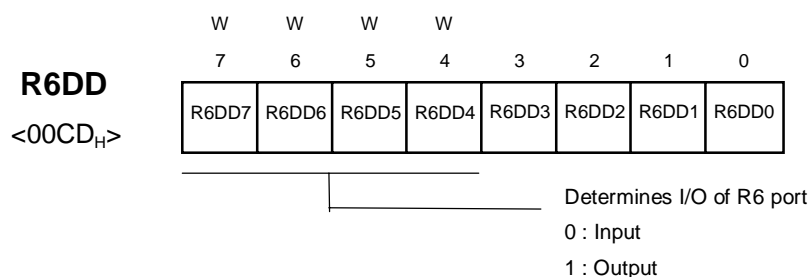 W W W W
7 6 5 4 3 2 1 0
R6DD
R6DD7 R6DD6 R6DD5 R6DD4 R6DD3 R6DD2 R6DD1 R6DD0
<00CDH>
Determines I/O of R6 port
0 : Input
1 : Output